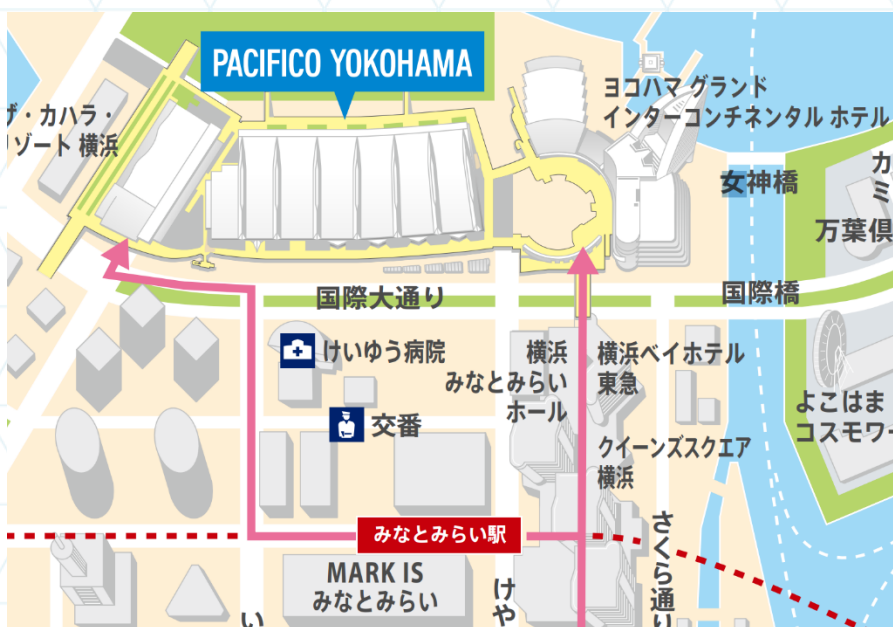 PACIFICO YOKOHAMA
ヨコハマ グランド
インターコンチネンタル ホテル
ザ・カハラ・
リゾート 横浜
女神橋
カ
ミ
万葉倶
国際大通り
国際橋
けいゆう病院
横浜
みなとみらい
ホール
横浜ベイホテル
東急
よこはま
コスモワー
交番
クイーンズスクエア
横浜
みなとみらい駅
さくら通り
MARK IS
みなとみらい
けや
い